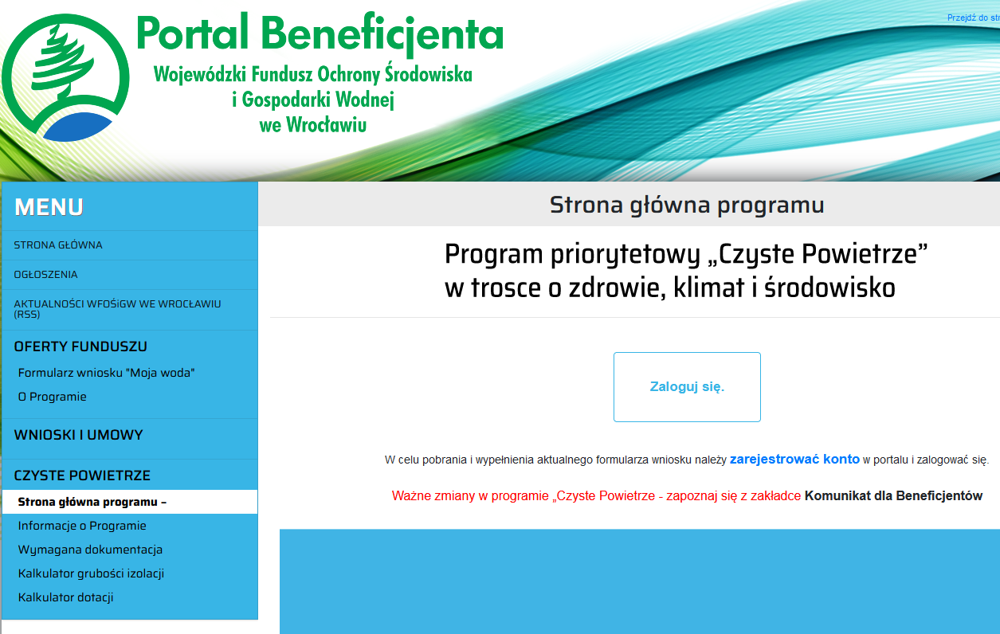 Portal Beneficjenta
Wojewódzki Fundusz Ochrony Środowiska
i Gospodarki Wodnej
we Wrocławiu
Przejdź do
MENU
STRONA GŁÓWNA
OGŁOSZENIA
AKTUALNOŚCI WFOŚiGW WE WROCŁAWIU
(RSS)
OFERTY FUNDUSZU
Formularz wniosku "Moja woda"
O Programie
WNIOSKI I UMOWY
CZYSTE POWIETRZE
Strona główna programu –
Informacje o Programie
Wymagana dokumentacja
Kalkulator grubości izolacji
Kalkulator dotacji
Strona główna programu
Program priorytetowy „Czyste Powietrze”
w trosce o zdrowie, klimat i środowisko
Zaloguj się.
W celu pobrania i wypełnienia aktualnego formularza wniosku należy zarejestrować konto w portalu i zalogować się.
Ważne zmiany w programie „Czyste Powietrze - zapoznaj się z zakładce Komunikat dla Beneficjentów